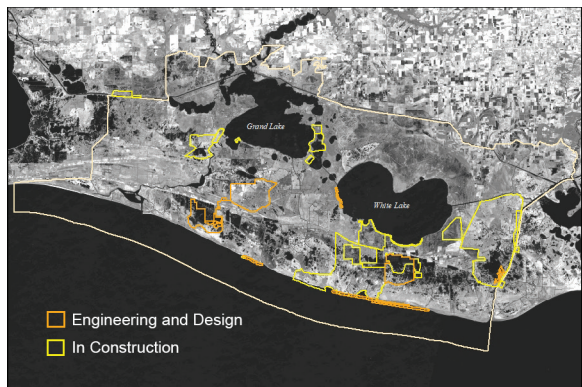 Grand Lake
White Lake
Engineering and Design
In Construction